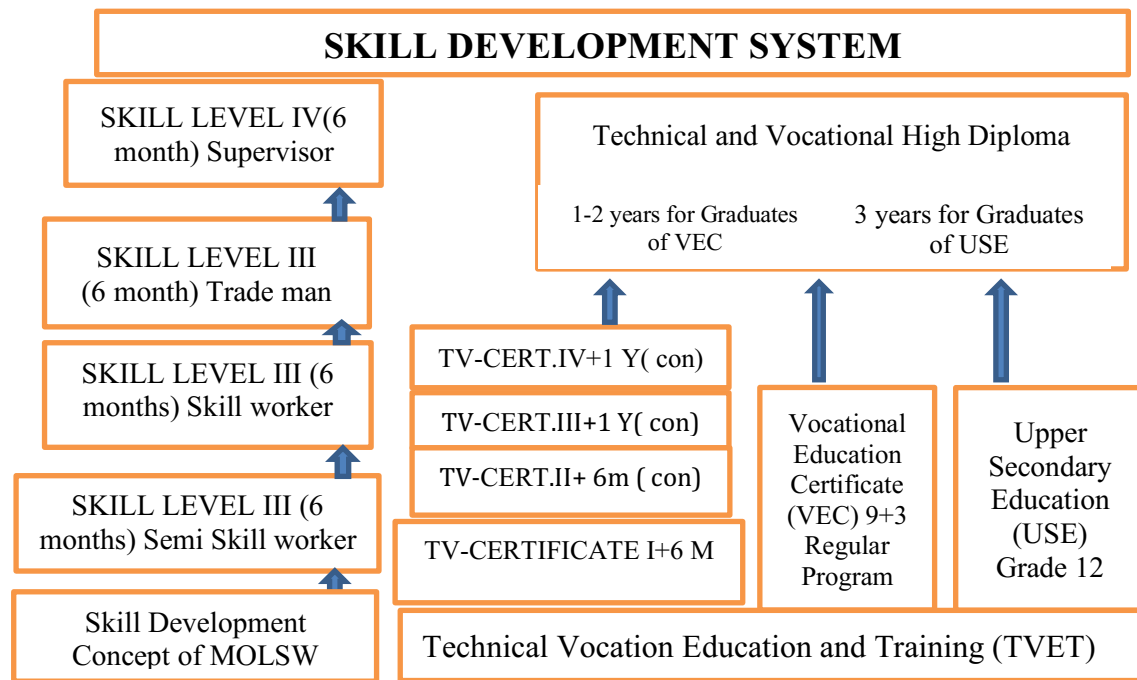 SKILL DEVELOPMENT SYSTEM
SKILL LEVEL IV(6
month) Supervisor
SKILL LEVEL III
(6 month) Trade man
SKILL LEVEL III (6
months) Skill worker
SKILL LEVEL III (6
months) Semi Skill worker
Skill Development
Concept of MOLSW
Technical and Vocational High Diploma
1-2 years for Graduates
of VEC
3 years for Graduates
of USE
TV-CERT.IV+1 Y( con)
TV-CERT.III+1 Y( con)
TV-CERT.II+ 6m ( con)
TV-CERTIFICATE I+6 M
Vocational
Education
Certificate
(VEC) 9+3
Regular
Program
Upper
Secondary
Education
(USE)
Grade 12
Technical Vocation Education and Training (TVET)